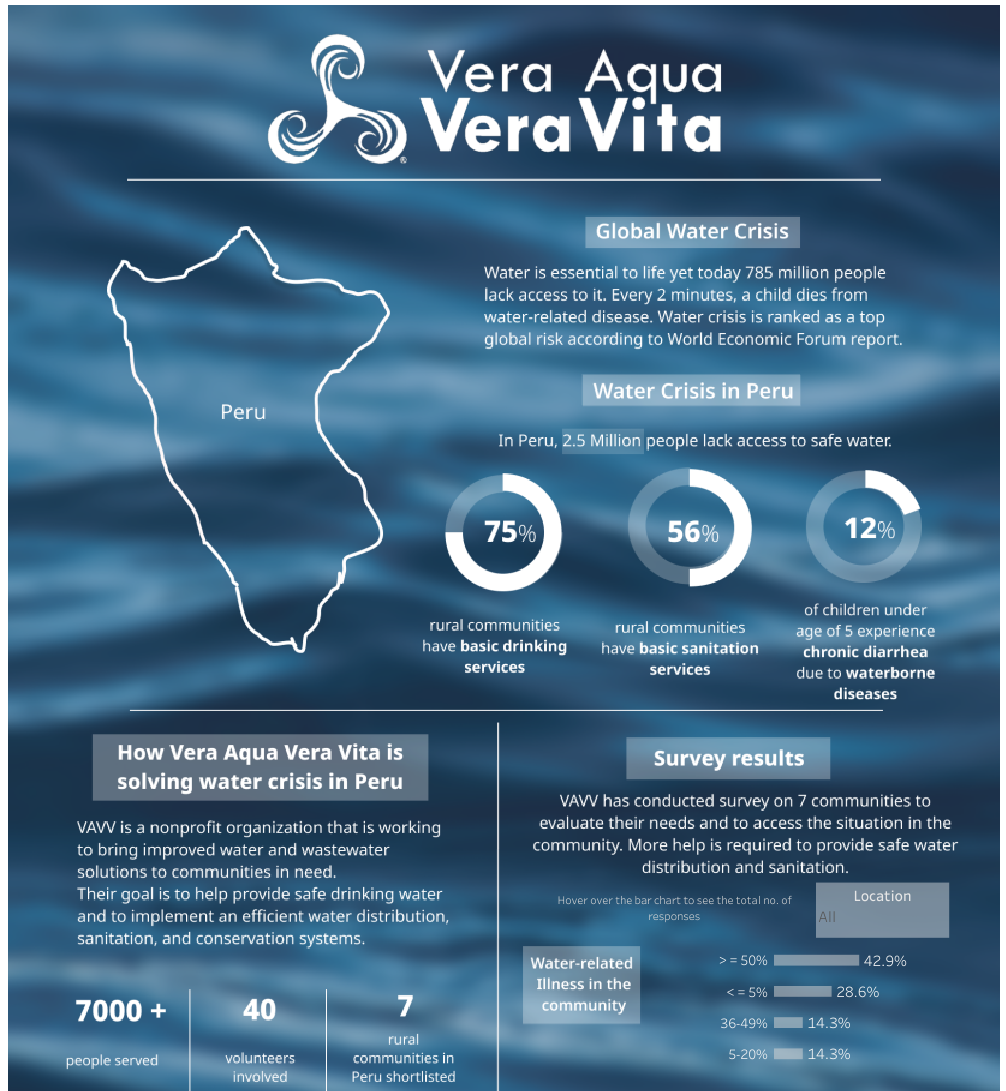 Vera Aqua
Vera Vita
®
Peru
Global Water Crisis
Water is essential to life yet today 785 million people
lack access to it. Every 2 minutes, a child dies from
water-related disease. Water crisis is ranked as a top
global risk according to World Economic Forum report.
Water Crisis in Peru
In Peru, 2.5 Million people lack access to safe water.
75%
rural communities
have basic drinking
services
56%
rural communities
have basic sanitation
services
12%
of children under
age of 5 experience
chronic diarrhea
due to waterborne
diseases
How Vera Aqua Vera Vita is
solving water crisis in Peru
VAVV is a nonprofit organization that is working
to bring improved water and wastewater
solutions to communities in need.
Their goal is to help provide safe drinking water
and to implement an efficient water distribution,
sanitation, and conservation systems.
7000 +
people served
40
volunteers
involved
7
rural
communities in
Peru shortlisted
Survey results
VAVV has conducted survey on 7 communities to
evaluate their needs and to access the situation in the
community. More help is required to provide safe water
distribution and sanitation.
Hover over the bar chart to see the total no. of
responses
Location
All
Water-related
Illness in the
community
> = 50% 42.9%
< = 5% 28.6%
36-49% 14.3%
5-20% 14.3%